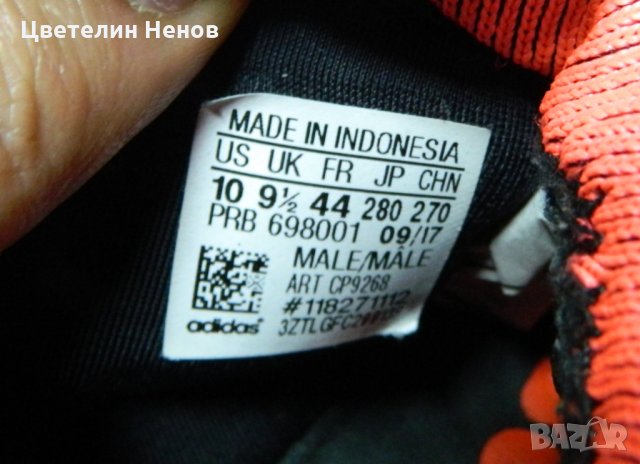 Цветелин Ненов
MADE IN INDONESIA
US UK FR JP CHN
10 9½ 44 280 270
PRB 698001 09/17
MALE/MÂLE
ART CP9268
#118271112
adidas
BAZAR